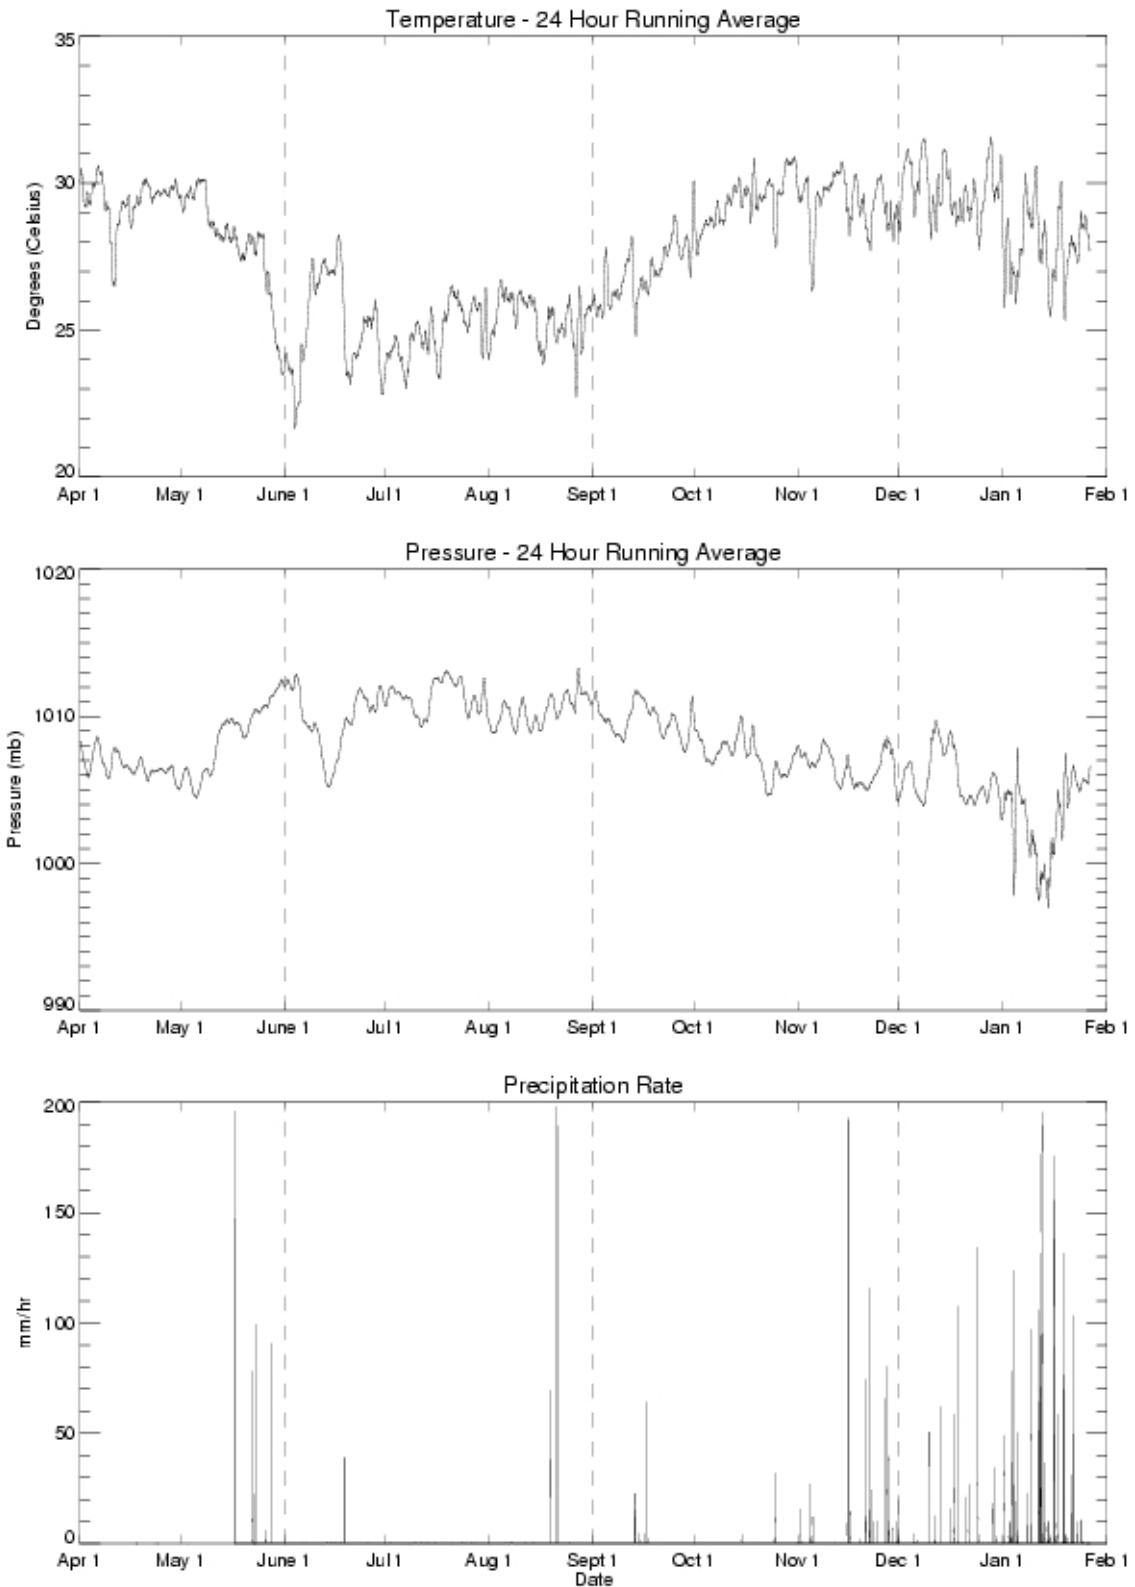 Temperature - 24 Hour Running Average
35
30
25
20
Degrees (Celsius)
Apr 1 May 1 June 1 Jul 1 Aug 1 Sept 1 Oct 1 Nov 1 Dec 1 Jan 1 Feb 1
Pressure - 24 Hour Running Average
1020
1010
1000
990
Pressure (mb)
Apr 1 May 1 June 1 Jul 1 Aug 1 Sept 1 Oct 1 Nov 1 Dec 1 Jan 1 Feb 1
Precipitation Rate
200
150
100
50
0
mm/hr
Apr 1 May 1 June 1 Jul 1 Aug 1 Sept 1 Oct 1 Nov 1 Dec 1 Jan 1 Feb 1
Date